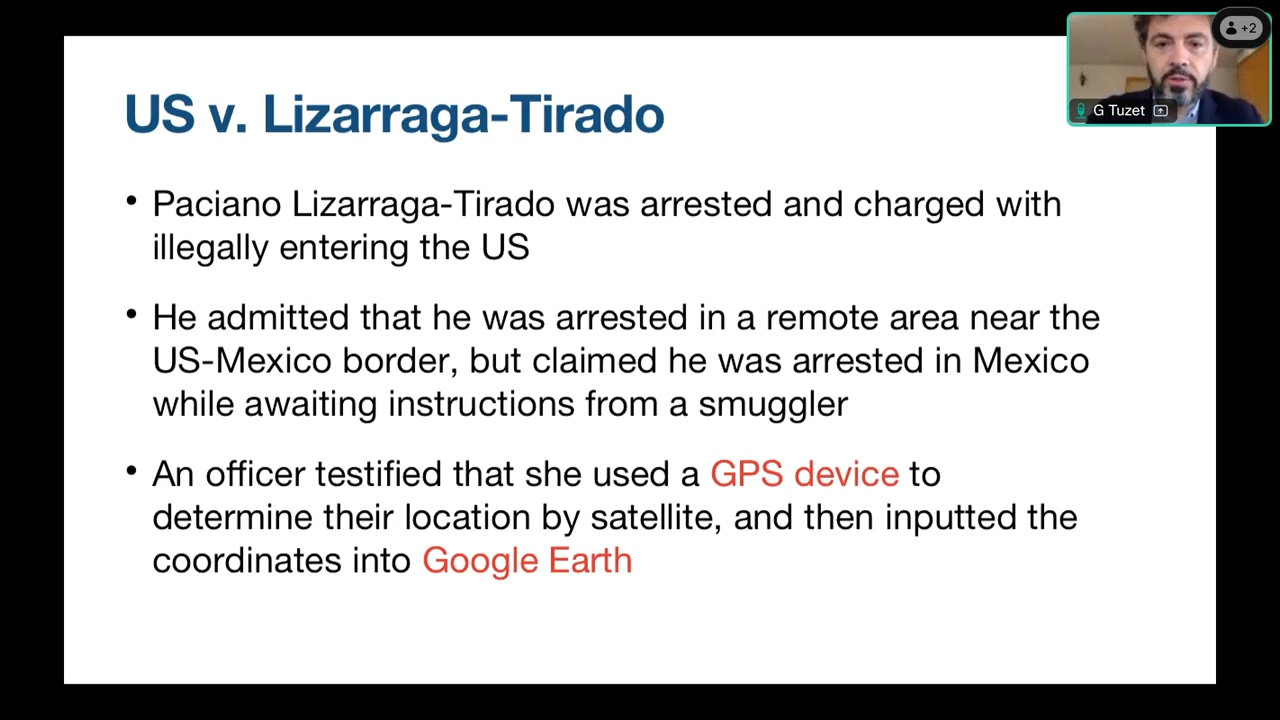 +2
G Tuzet
US v. Lizarraga-Tirado
• Paciano Lizarraga-Tirado was arrested and charged with
illegally entering the US
• He admitted that he was arrested in a remote area near the
US-Mexico border, but claimed he was arrested in Mexico
while awaiting instructions from a smuggler
• An officer testified that she used a GPS device to
determine their location by satellite, and then inputted the
coordinates into Google Earth